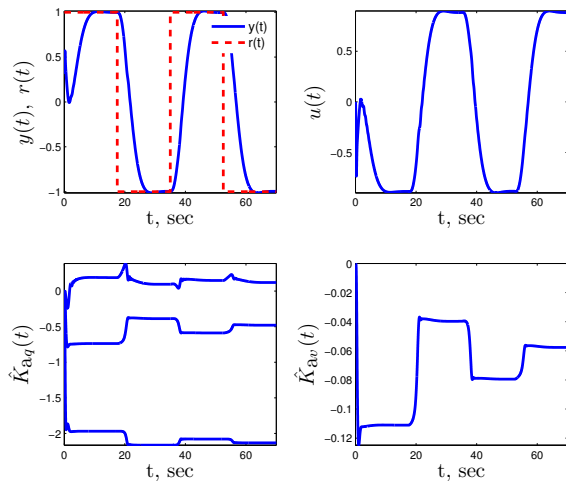 1
0.5
0
−0.5
−1
0 20 40 60
y(t), r(t)
t, sec
y(t)
r(t)
0.5
0
−0.5
0 20 40 60
u(t)
t, sec
0
−0.5
−1
−1.5
−2
0 20 40 60
K̂aq(t)
t, sec
0
−0.02
−0.04
−0.06
−0.08
−0.1
−0.12
0 20 40 60
K̂av(t)
t, sec